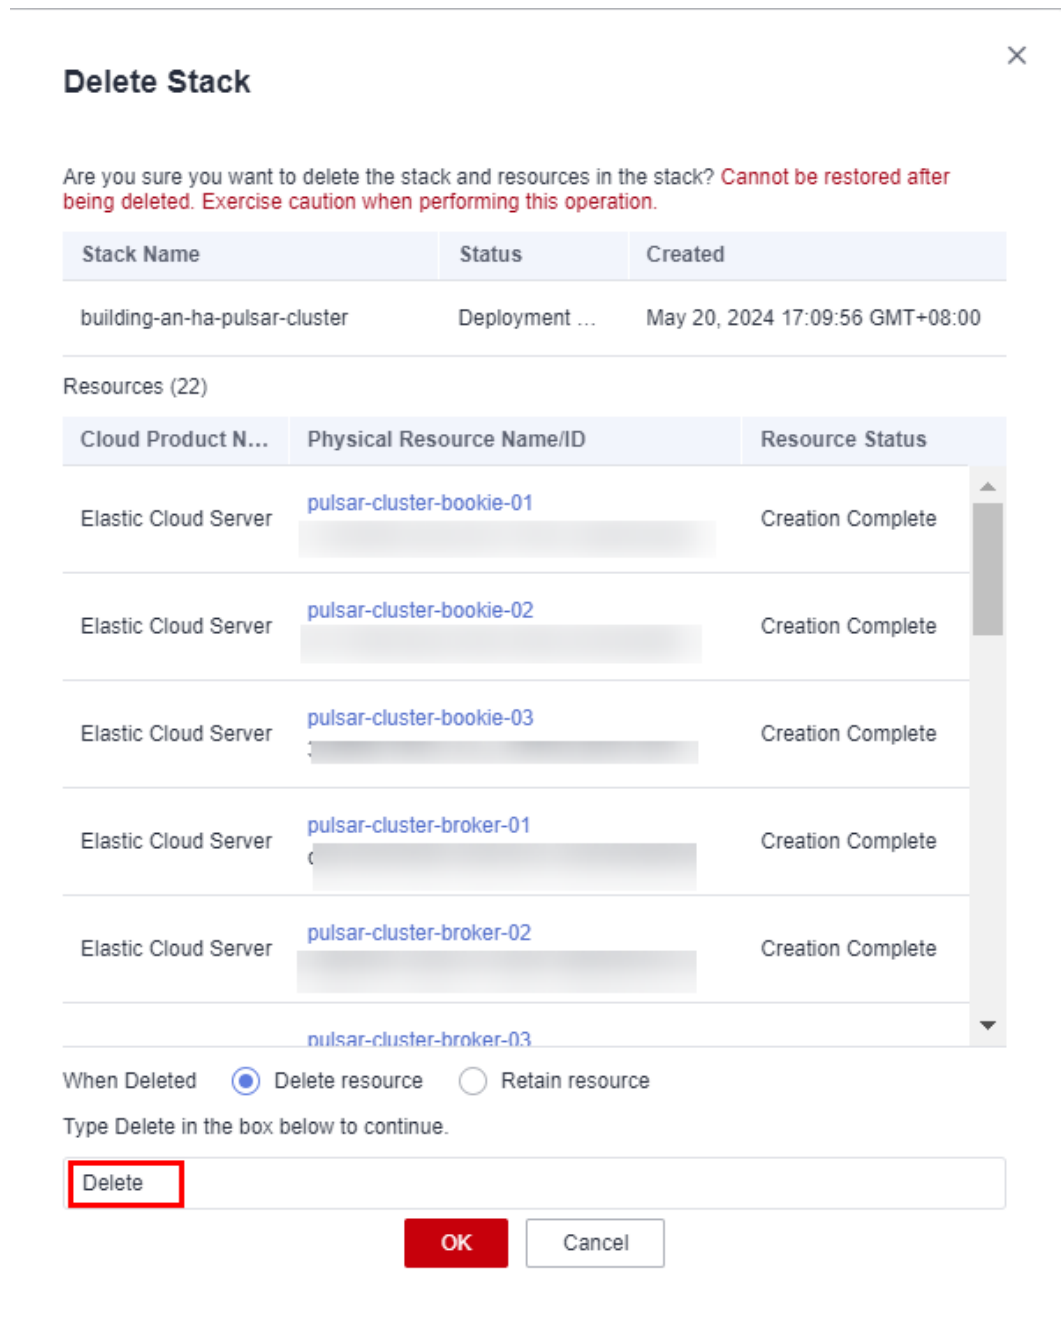 Delete Stack
Are you sure you want to delete the stack and resources in the stack? Cannot be restored after
being deleted. Exercise caution when performing this operation.
Stack Name Status Created
building-an-ha-pulsar-cluster Deployment ... May 20, 2024 17:09:56 GMT+08:00
Resources (22)
Cloud Product N... Physical Resource Name/ID Resource Status
pulsar-cluster-bookie-01
Elastic Cloud Server Creation Complete
pulsar-cluster-bookie-02
Elastic Cloud Server Creation Complete
pulsar-cluster-bookie-03
Elastic Cloud Server Creation Complete
pulsar-cluster-broker-01
Elastic Cloud Server Creation Complete
pulsar-cluster-broker-02
Elastic Cloud Server Creation Complete
pulsar-cluster-broker-03
When Deleted Delete resource Retain resource
Type Delete in the box below to continue.
Delete
OK Cancel